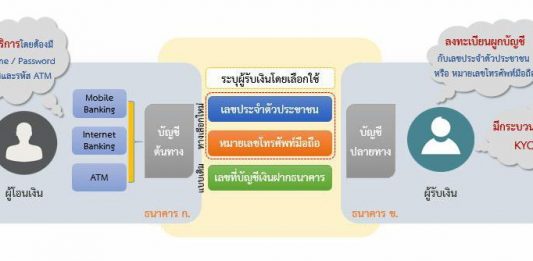 ริการโดยต้องมี
me / Password
และรหัส ATM
ลงทะเบียนผูกบัญชี
กับเลขประจำตัวประชาชน
หรือ หมายเลขโทรศัพท์มือถือ
ระบุผู้รับเงินโดยเลือกใช้
Mobile
Banking
Internet
Banking
ATM
บัญชี
ต้นทาง
ทางเลือกใหม่
แบบเดิม
เลขประจำตัวประชาชน
หมายเลขโทรศัพท์มือถือ
เลขที่บัญชีเงินฝากธนาคาร
บัญชี
ปลายทาง
มีกระบวน
KYC
ผู้โอนเงิน
ผู้รับเงิน
ธนาคาร ก.
ธนาคาร ข.